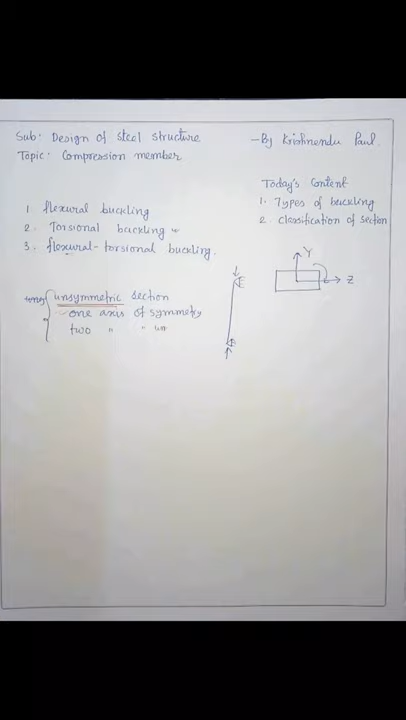 Sub: Design of steel structure
Topic: Compression member
-By Krishnendu Paul.
Today's Content
1. Types of buckling
2. Classification of section
1. flexural buckling
2. Torsional buckling
3. flexural-torsional buckling.
unsymmetric section
one axis of symmetry
two " "
Y
Z